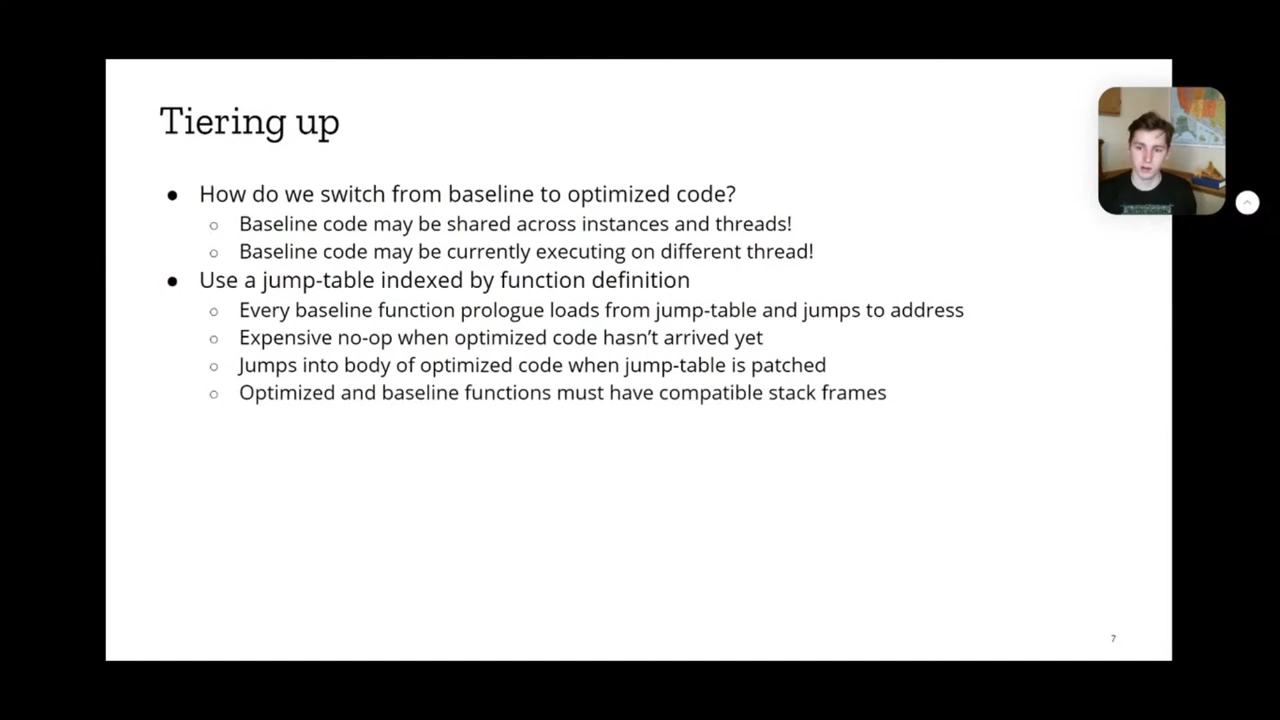 Tiering up
● How do we switch from baseline to optimized code?
○ Baseline code may be shared across instances and threads!
○ Baseline code may be currently executing on different thread!
● Use a jump-table indexed by function definition
○ Every baseline function prologue loads from jump-table and jumps to address
○ Expensive no-op when optimized code hasn't arrived yet
○ Jumps into body of optimized code when jump-table is patched
○ Optimized and baseline functions must have compatible stack frames
7